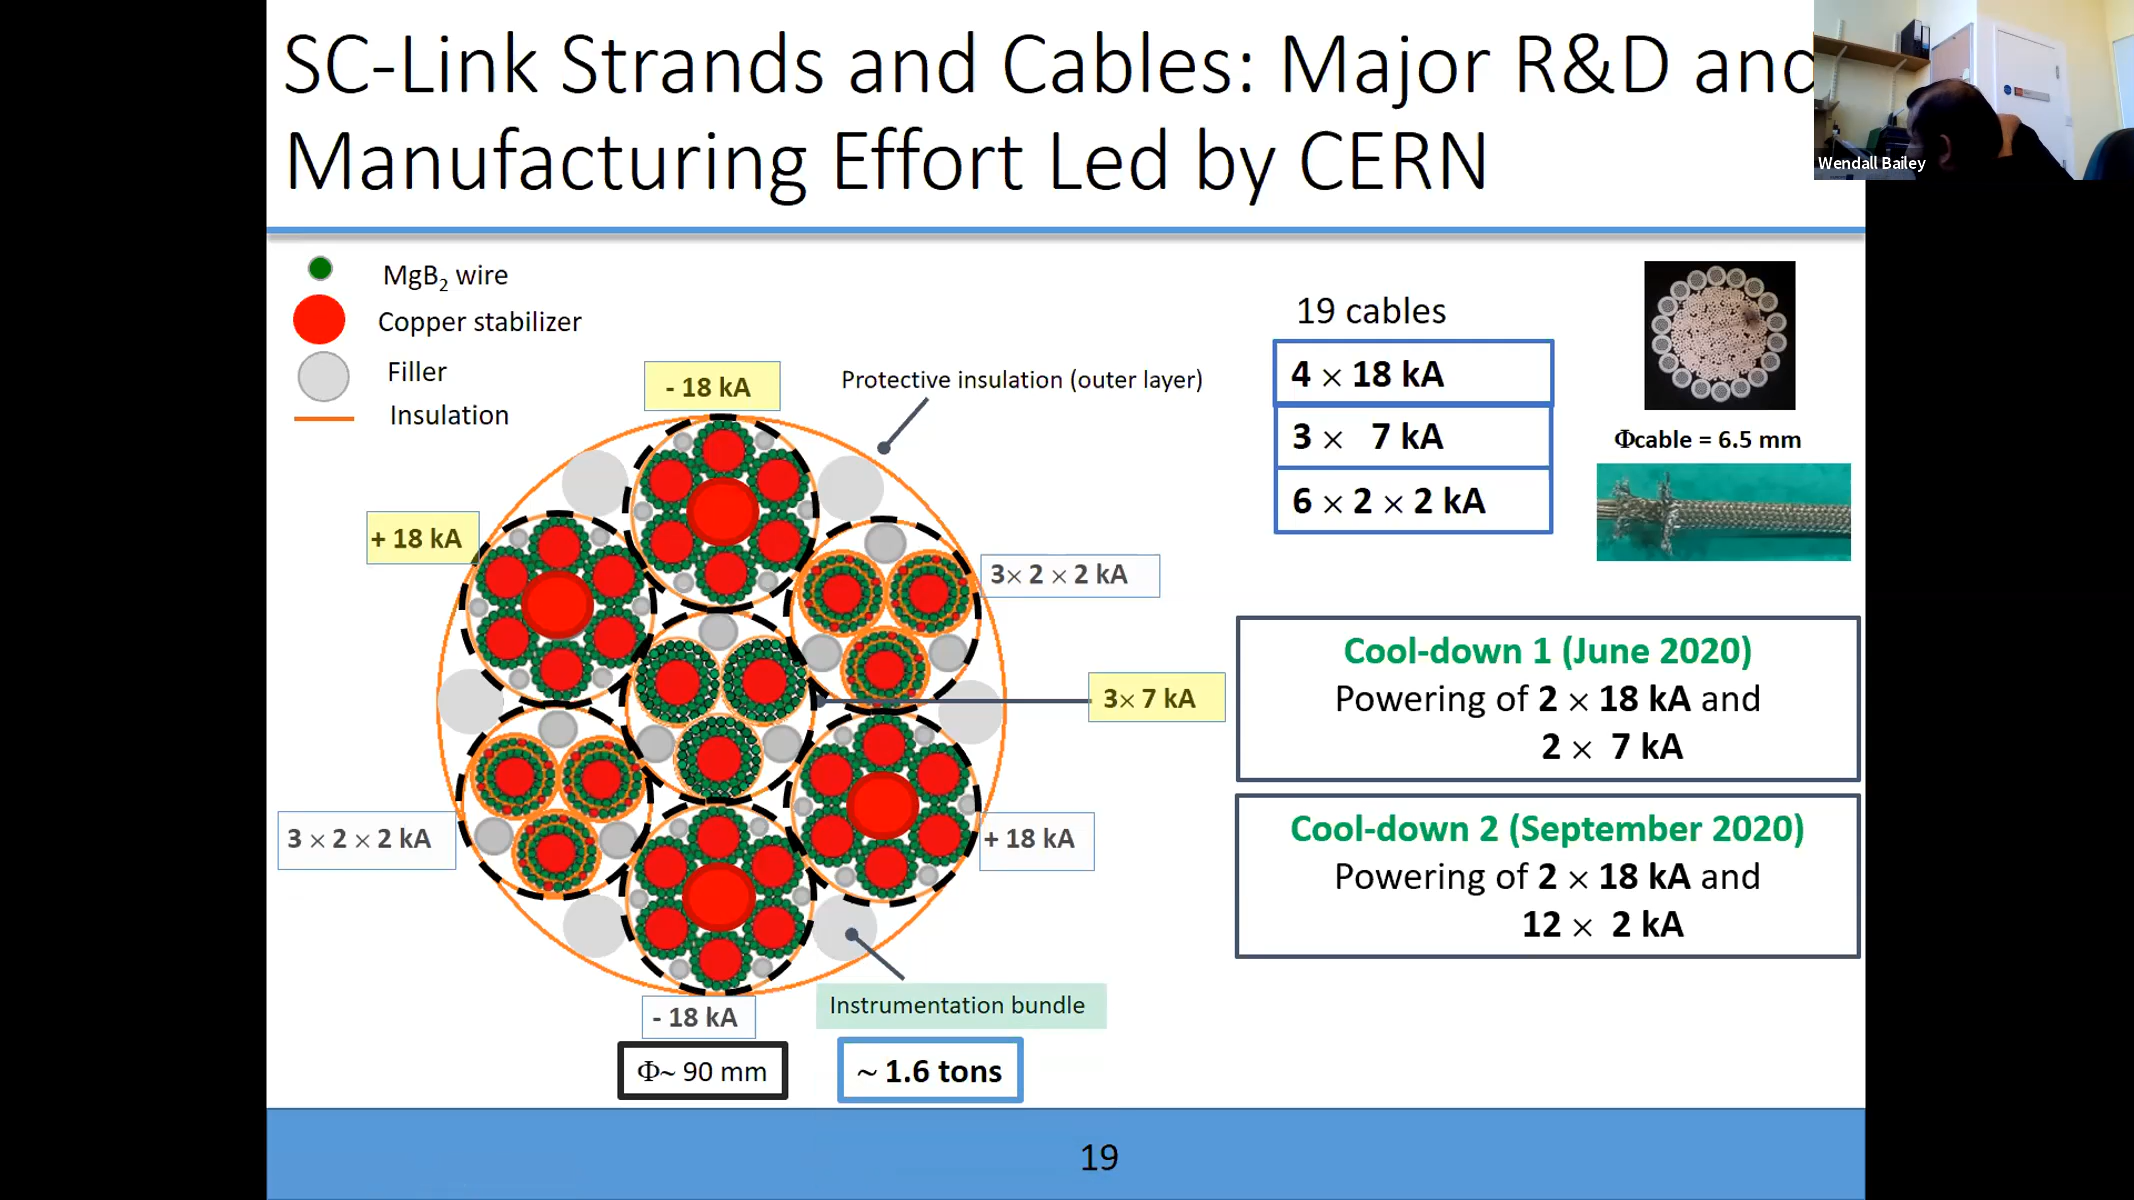 SC-Link Strands and Cables: Major R&D and
Manufacturing Effort Led by CERN
Wendall Bailey
MgB₂ wire
Copper stabilizer
Filler
Insulation
- 18 kA
Protective insulation (outer layer)
+ 18 kA
3× 2 × 2 kA
3× 7 kA
3 × 2 × 2 kA
+ 18 kA
- 18 kA
Instrumentation bundle
Φ~ 90 mm
~ 1.6 tons
19 cables
4 × 18 kA
3 × 7 kA
6 × 2 × 2 kA
Φcable = 6.5 mm
Cool-down 1 (June 2020)
Powering of 2 × 18 kA and
2 × 7 kA
Cool-down 2 (September 2020)
Powering of 2 × 18 kA and
12 × 2 kA
19